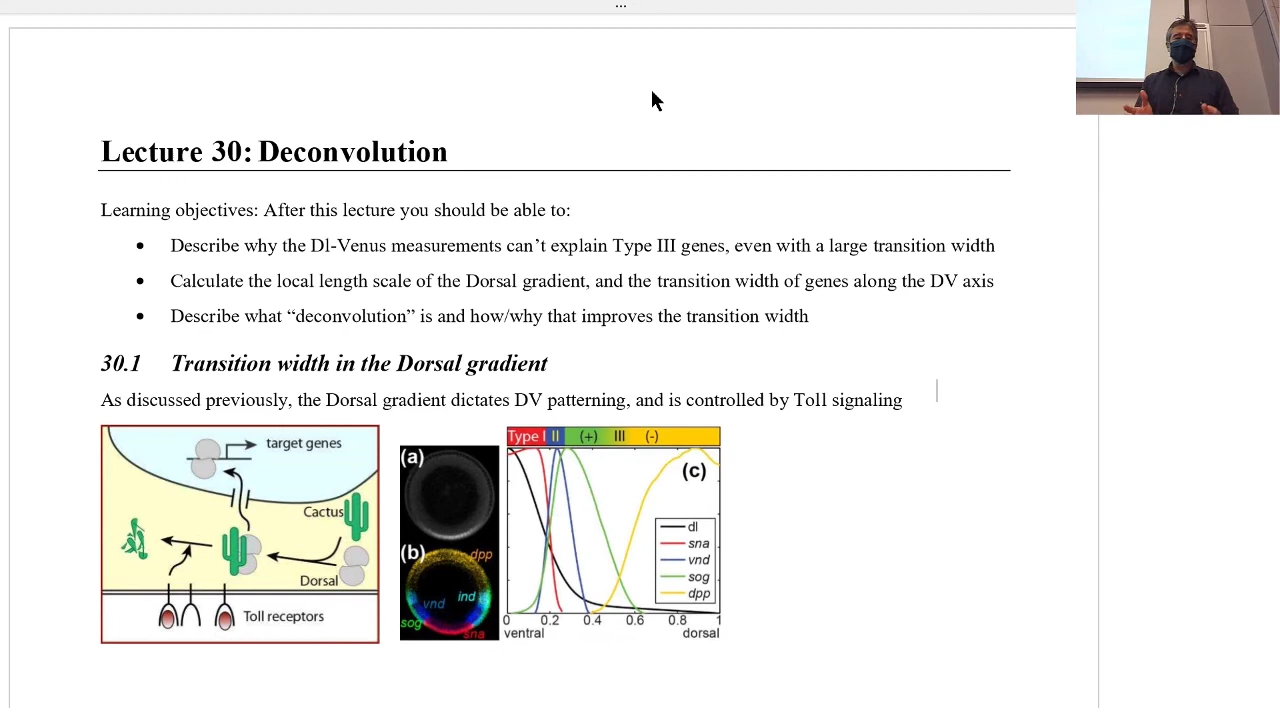 ...
Lecture 30: Deconvolution
Learning objectives: After this lecture you should be able to:
• Describe why the Dl-Venus measurements can't explain Type III genes, even with a large transition width
• Calculate the local length scale of the Dorsal gradient, and the transition width of genes along the DV axis
• Describe what “deconvolution” is and how/why that improves the transition width
30.1 Transition width in the Dorsal gradient
As discussed previously, the Dorsal gradient dictates DV patterning, and is controlled by Toll signaling
target genes
Cactus
Dorsal
Toll receptors
(a)
(b)
dpp
vnd
ind
sog
sna
Type I II (+) III (-)
(c)
dl
sna
vnd
sog
dpp
0 0.2 0.4 0.6 0.8 1
ventral dorsal